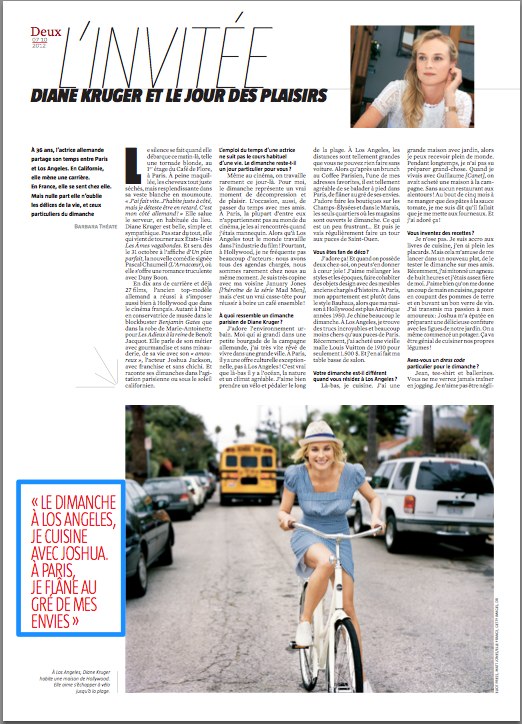 Deux
07 10
2012
L'INVITÉE
DIANE KRUGER ET LE JOUR DES PLAISIRS
À 36 ans, l'actrice allemande
partage son temps entre Paris
et Los Angeles. En Californie,
elle mène une carrière.
En France, elle se sent chez elle.
Mais nulle part elle n'oublie
les délices de la vie, et ceux
particuliers du dimanche
BARBARA THÉATE
Le silence se fait quand elle
débarque ce matin-là, telle
une tornade blonde, au
1er étage du Café de Flore,
à Paris. À peine maquil-
lée, les cheveux tout juste
séchés, mais resplendissante dans
sa veste blanche en moumoute.
« J'ai fait vite. J'habite juste à côté,
mais je déteste être en retard. C'est
mon côté allemand ! » Elle salue
le serveur, en habituée du lieu.
Diane Kruger est belle, simple et
sympathique. Pas star du tout, elle
qui vient de tourner aux États-Unis
Les Âmes vagabondes. Et sera dès
le 31 octobre à l'affiche d'Un plan
parfait, la nouvelle comédie signée
Pascal Chaumeil (L'Arnacœur), où
elle s'offre une romance truculente
avec Dany Boon.
En dix ans de carrière et déjà
27 films, l'ancien top-modèle
allemand a réussi à s'imposer
aussi bien à Hollywood que dans
le cinéma français. Autant à l'aise
en conservatrice de musée dans le
blockbuster Benjamin Gates que
dans la robe de Marie-Antoinette
pour Les Adieux à la reine de Benoît
Jacquot. Elle parle de son métier
avec gourmandise et sans minau-
derie, de sa vie avec son « amou-
reux », l'acteur Joshua Jackson,
avec franchise et sans chichi. Et
raconte ses dimanches dans l'agi-
tation parisienne ou sous le soleil
californien.
L'emploi du temps d'une actrice
ne suit pas le cours habituel
d'une vie. Le dimanche reste-t-il
un jour particulier pour vous ?
Même au cinéma, on travaille
rarement ce jour-là. Pour moi,
le dimanche représente un vrai
moment de décompression et
de plaisir. L'occasion, aussi, de
passer du temps avec mes amis.
À Paris, la plupart d'entre eux
n'appartiennent pas au monde du
cinéma, je les ai rencontrés quand
j'étais mannequin. Alors qu'à Los
Angeles tout le monde travaille
dans l'industrie du film ! Pourtant,
à Hollywood, je ne fréquente pas
beaucoup d'acteurs : nous avons
tous des agendas chargés, nous
sommes rarement chez nous au
même moment. Je suis très copine
avec ma voisine January Jones
[l'héroïne de la série Mad Men],
mais c'est un vrai casse-tête pour
réussir à boire un café ensemble !
À quoi ressemble un dimanche
parisien de Diane Kruger ?
J'adore l'environnement ur-
bain. Moi qui ai grandi dans une
petite bourgade de la campagne
allemande, j'ai très vite rêvé de
vivre dans une grande ville. À Paris,
il y a une offre culturelle exception-
nelle, pas à Los Angeles ! C'est vrai
que là-bas il y a l'océan, la nature
et un climat agréable. J'aime bien
prendre un vélo et pédaler le long
de la plage. À Los Angeles, les
distances sont tellement grandes
que vous ne pouvez rien faire sans
voiture. Alors qu'après un brunch
au Coffee Parisien, l'une de mes
adresses favorites, il est tellement
agréable de se balader à pied dans
Paris, de flâner au gré de ses envies.
J'adore faire les boutiques sur les
Champs-Élysées et dans le Marais,
les seuls quartiers où les magasins
sont ouverts le dimanche. Ce qui
est un peu frustrant... Et puis je
vais régulièrement faire un tour
aux puces de Saint-Ouen.
Vous êtes fan de déco ?
J'adore ça ! Et quand on possède
deux chez-soi, on peut s'en donner
à cœur joie ! J'aime mélanger les
styles et les époques, faire cohabiter
des objets design avec des meubles
anciens chargés d'histoire. À Paris,
mon appartement est plutôt dans
le style Bauhaus, alors que ma mai-
son à Hollywood est plus Amérique
années 1950. Je chine beaucoup le
dimanche. À Los Angeles, je trouve
des trucs incroyables et beaucoup
moins chers qu'aux puces de Paris.
Récemment, j'ai acheté une vieille
malle Louis Vuitton de 1910 pour
seulement 1.500 $. Et j'en ai fait ma
table basse de salon.
Votre dimanche est-il différent
quand vous résidez à Los Angeles ?
Là-bas, je cuisine. J'ai une
grande maison avec jardin, alors
je peux recevoir plein de monde.
Pendant longtemps, je n'ai pas su
préparer grand-chose. Quand je
vivais avec Guillaume [Canet], on
avait acheté une maison à la cam-
pagne. Sans aucun restaurant aux
alentours ! Au bout de cinq mois à
ne manger que des pâtes à la sauce
tomate, je me suis dit qu'il fallait
que je me mette aux fourneaux. Et
j'ai adoré ça !
Vous inventez des recettes ?
Je n'ose pas. Je suis accro aux
livres de cuisine, j'en ai plein les
placards. Mais cela m'amuse de me
lancer dans un nouveau plat, de le
tester le dimanche sur mes amis.
Récemment, j'ai mitonné un agneau
de huit heures et j'étais assez fière
de moi. J'aime bien qu'on me donne
un coup de main en cuisine, papoter
en coupant des pommes de terre
et en buvant un bon verre de vin.
J'ai transmis ma passion à mon
amoureux : Joshua m'a épatée en
préparant une délicieuse confiture
avec les figues de notre jardin. On a
même commencé un potager. Ça va
être génial de cuisiner nos propres
légumes !
Avez-vous un dress code
particulier pour le dimanche ?
Jean, tee-shirt et ballerines.
Vous ne me verrez jamais traîner
en jogging. Je n'aime pas être négli-
« LE DIMANCHE
À LOS ANGELES,
JE CUISINE
AVEC JOSHUA.
À PARIS,
JE FLÂNE AU
GRÉ DE MES
ENVIES »
À Los Angeles, Diane Kruger
habite une maison de Hollywood.
Elle aime s'échapper à vélo
jusqu'à la plage.